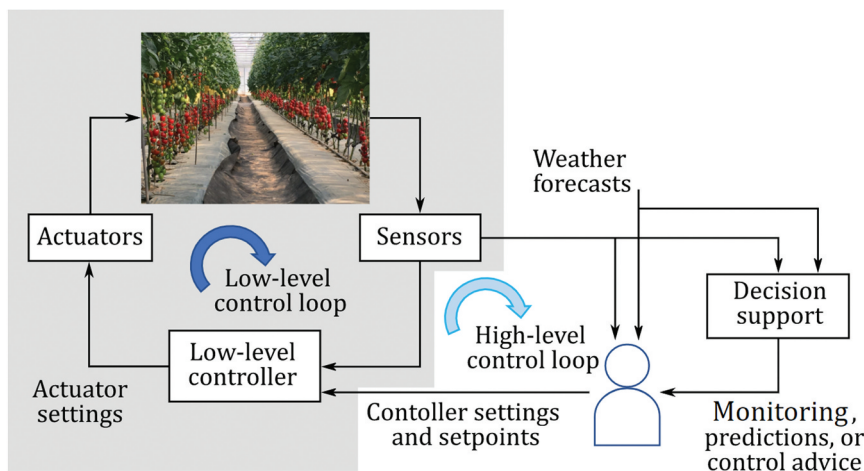 Weather
forecasts
Actuators
Sensors
Low-level
control loop
Decision
support
High-level
control loop
Low-level
controller
Actuator
settings
Contoller settings
and setpoints
Monitoring,
predictions, or
control advice